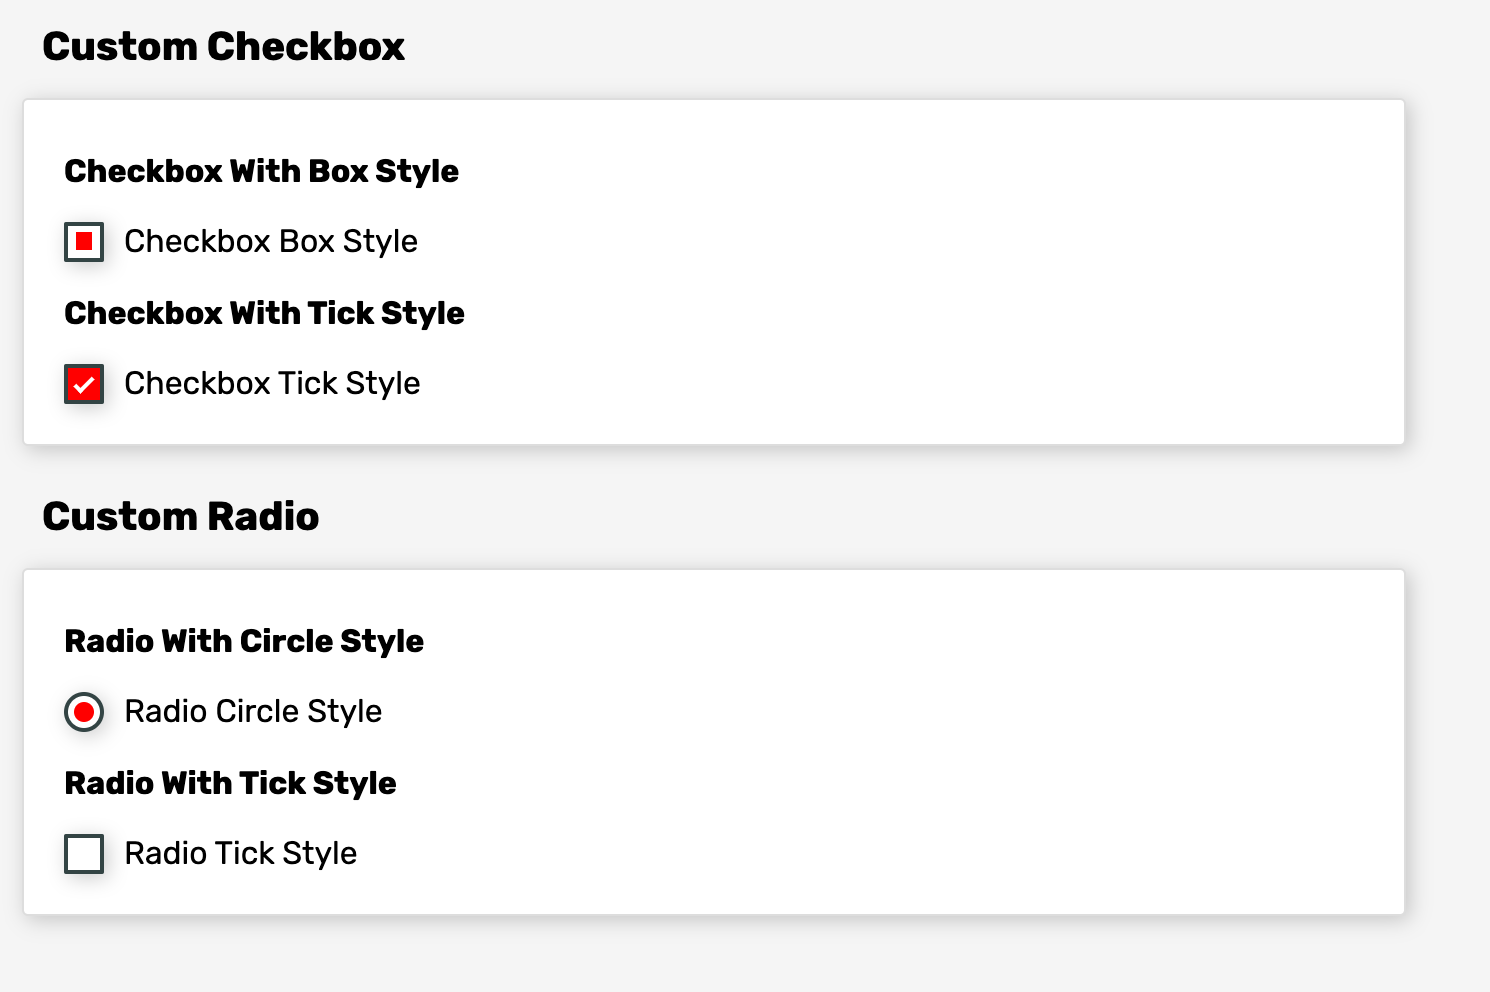 Custom Checkbox
Checkbox With Box Style
Checkbox Box Style
Checkbox With Tick Style
Checkbox Tick Style
Custom Radio
Radio With Circle Style
Radio Circle Style
Radio With Tick Style
Radio Tick Style